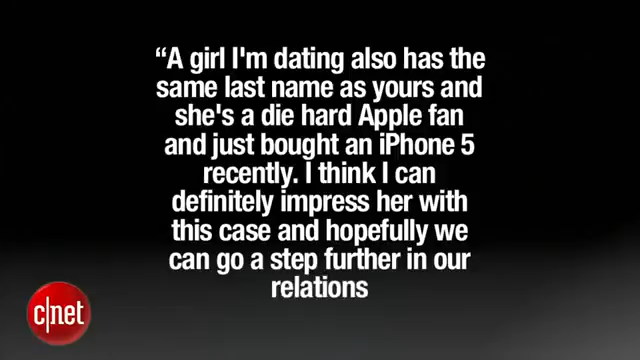 “A girl I'm dating also has the
same last name as yours and
she's a die hard Apple fan
and just bought an iPhone 5
recently. I think I can
definitely impress her with
this case and hopefully we
can go a step further in our
relations
c|net